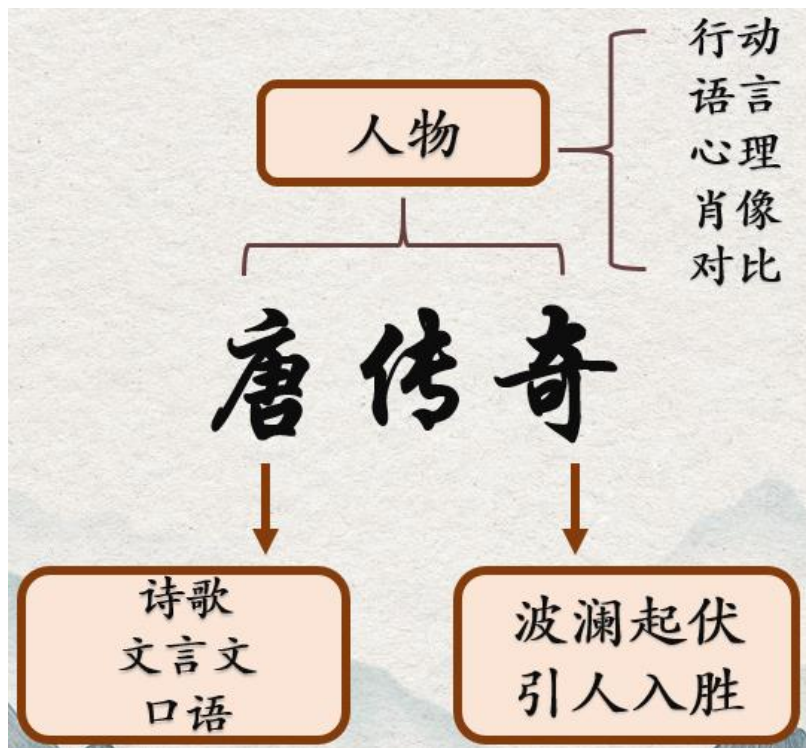 人物
行动
语言
心理
肖像
对比
唐传奇
诗歌
文言文
口语
波澜起伏
引人入胜